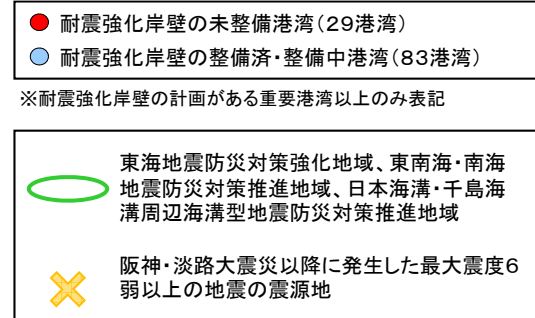 耐震強化岸壁の未整備港湾（２９港湾）
耐震強化岸壁の整備済・整備中港湾（８３港湾）
※耐震強化岸壁の計画がある重要港湾以上のみ表記
東海地震防災対策強化地域、東南海・南海
地震防災対策推進地域、日本海溝・千島海
溝周辺海溝型地震防災対策推進地域
阪神・淡路大震災以降に発生した最大震度６
弱以上の地震の震源地